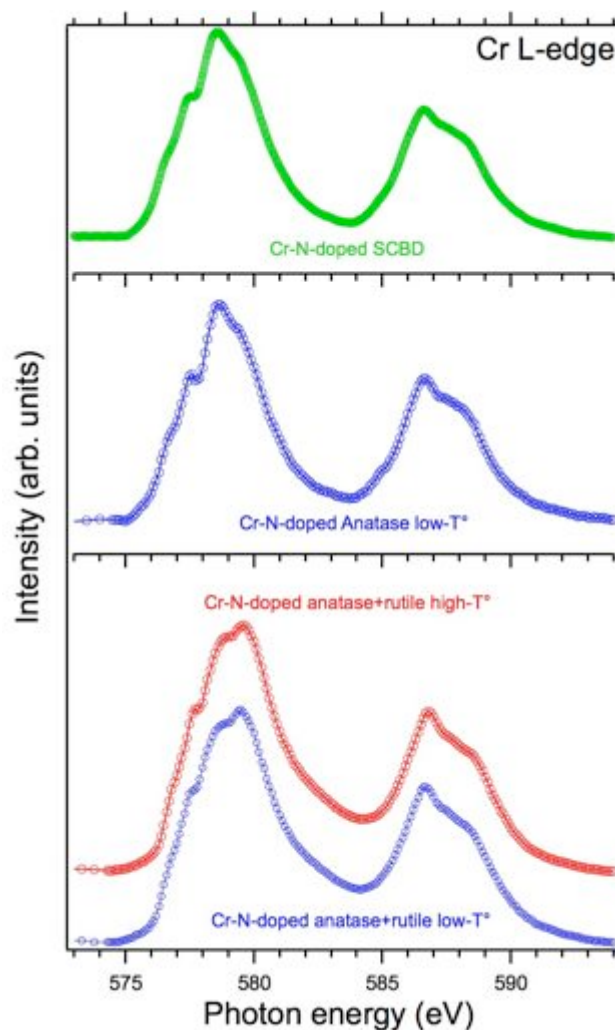 Cr L-edge
Cr-N-doped SCBD
Cr-N-doped Anatase low-T°
Cr-N-doped anatase+rutile high-T°
Cr-N-doped anatase+rutile low-T°
Intensity (arb. units)
575 580 585 590
Photon energy (eV)